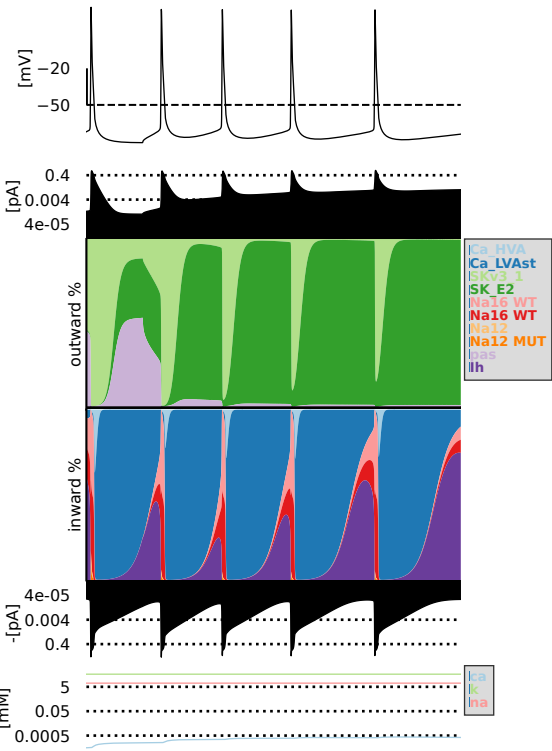 [mV]
−20
−50
[pA]
0.4
0.004
4e-05
outward %
Ca_HVA
Ca_LVAst
SKv3_1
SK_E2
Na16 WT
Na16 WT
Na12
Na12 MUT
pas
Ih
inward %
-[pA]
4e-05
0.004
0.4
[mM]
5
0.05
0.0005
ca
k
na